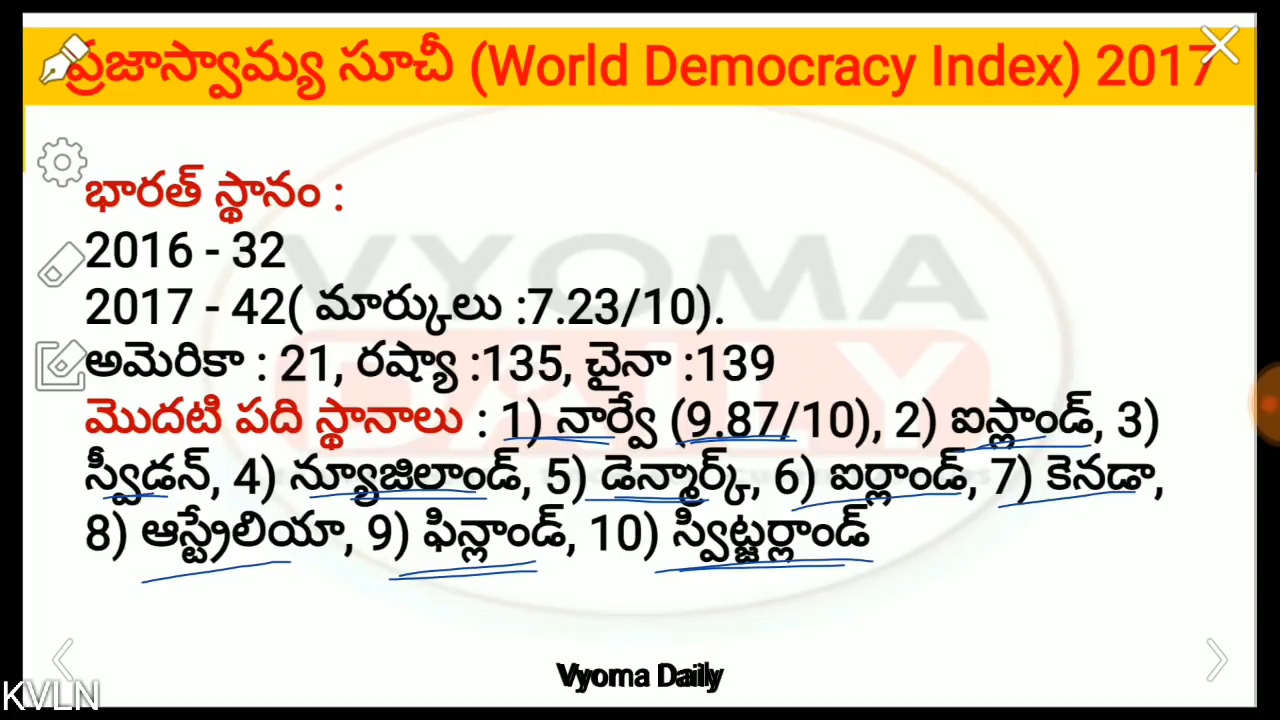 ప్రజాస్వామ్య సూచీ (World Democracy Index) 2017
భారత్ స్థానం :
2016 - 32
2017 - 42( మార్కులు :7.23/10).
అమెరికా : 21, రష్యా :135, చైనా :139
మొదటి పది స్థానాలు : 1) నార్వే (9.87/10), 2) ఐస్లాండ్, 3)
స్వీడన్, 4) న్యూజిలాండ్, 5) డెన్మార్క్, 6) ఐర్లాండ్, 7) కెనడా,
8) ఆస్ట్రేలియా, 9) ఫిన్లాండ్, 10) స్విట్జర్లాండ్
VYOMA
DAILY
Vyoma Daily
KVLN